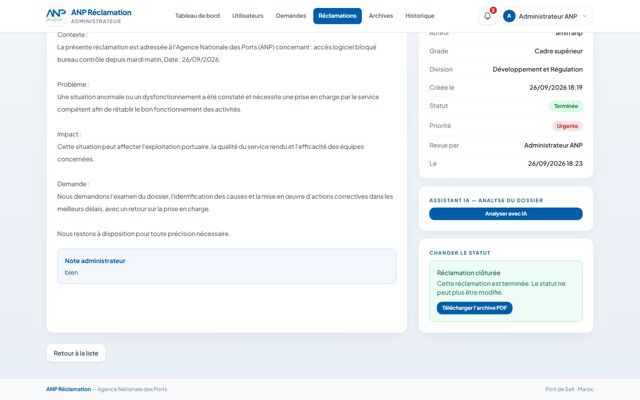 ANP
ANP Réclamation
ADMINISTRATEUR
Tableau de bord
Utilisateurs
Demandes
Réclamations
Archives
Historique
A
Administrateur ANP
Contexte :
La présente réclamation est adressée à l'Agence Nationale des Ports (ANP) concernant : accès logiciel bloqué
bureau contrôle depuis mardi matin, Date : 26/09/2026.
Problème :
Une situation anormale ou un dysfonctionnement a été constaté et nécessite une prise en charge par le service
compétent afin de rétablir le bon fonctionnement des activités.
Impact :
Cette situation peut affecter l'exploitation portuaire, la qualité du service rendu et l'efficacité des équipes
concernées.
Demande :
Nous demandons l'examen du dossier, l'identification des causes et la mise en œuvre d'actions correctives dans les
meilleurs délais, avec un retour sur la prise en charge.
Nous restons à disposition pour toute précision nécessaire.
Note administrateur
bien
Retour à la liste
Grade
Cadre supérieur
Division
Développement et Régulation
Créée le
26/09/2026 18:19
Statut
Terminée
Priorité
Urgente
Revue par
Administrateur ANP
Le
26/09/2026 18:23
ASSISTANT IA — ANALYSE DU DOSSIER
Analyser avec IA
CHANGER LE STATUT
Réclamation clôturée
Cette réclamation est terminée. Le statut ne
peut plus être modifié.
Télécharger l'archive PDF
ANP Réclamation — Agence Nationale des Ports
Port de Safi · Maroc